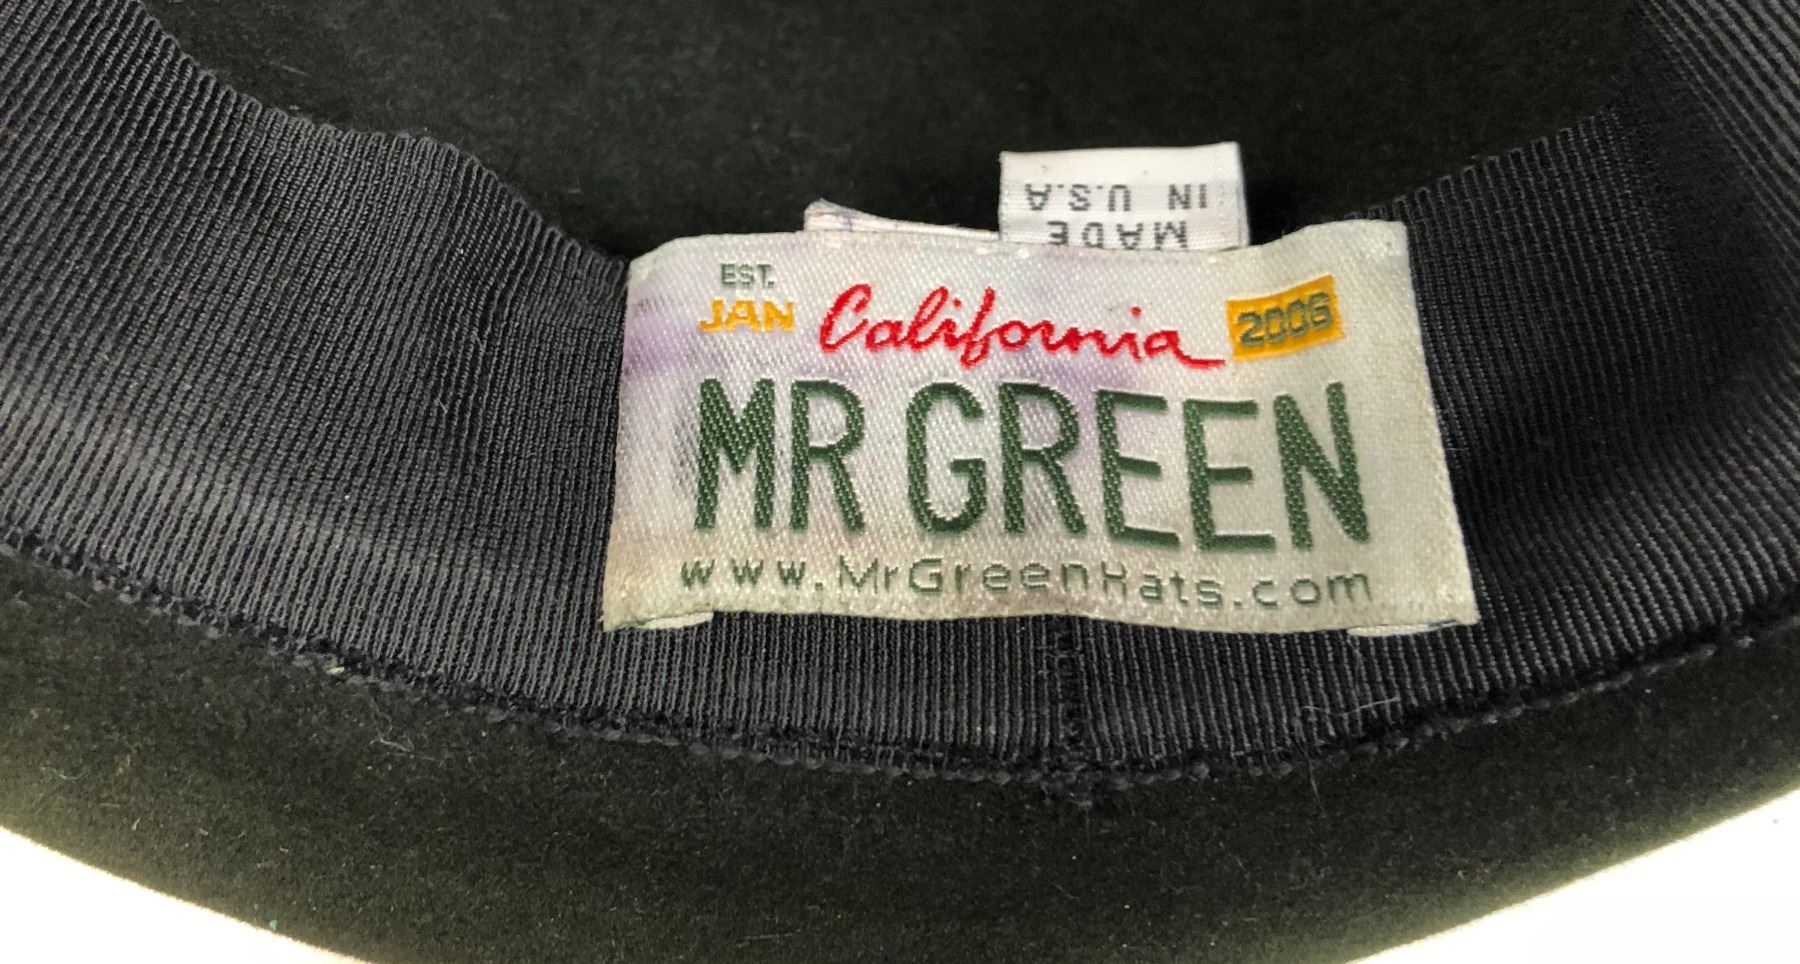 MADE
IN U.S.A
EST.
JAN California 2006
MR GREEN
www.MrGreenHats.com